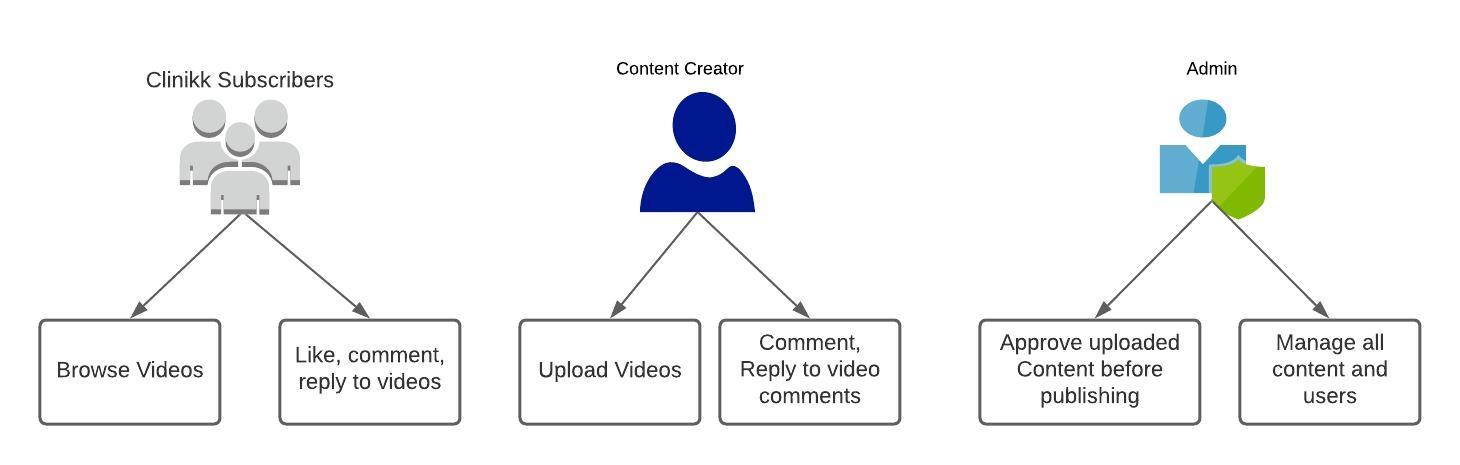 Clinikk Subscribers
Content Creator
Admin
Browse Videos
Like, comment,
reply to videos
Upload Videos
Comment,
Reply to video
comments
Approve uploaded
Content before
publishing
Manage all
content and
users